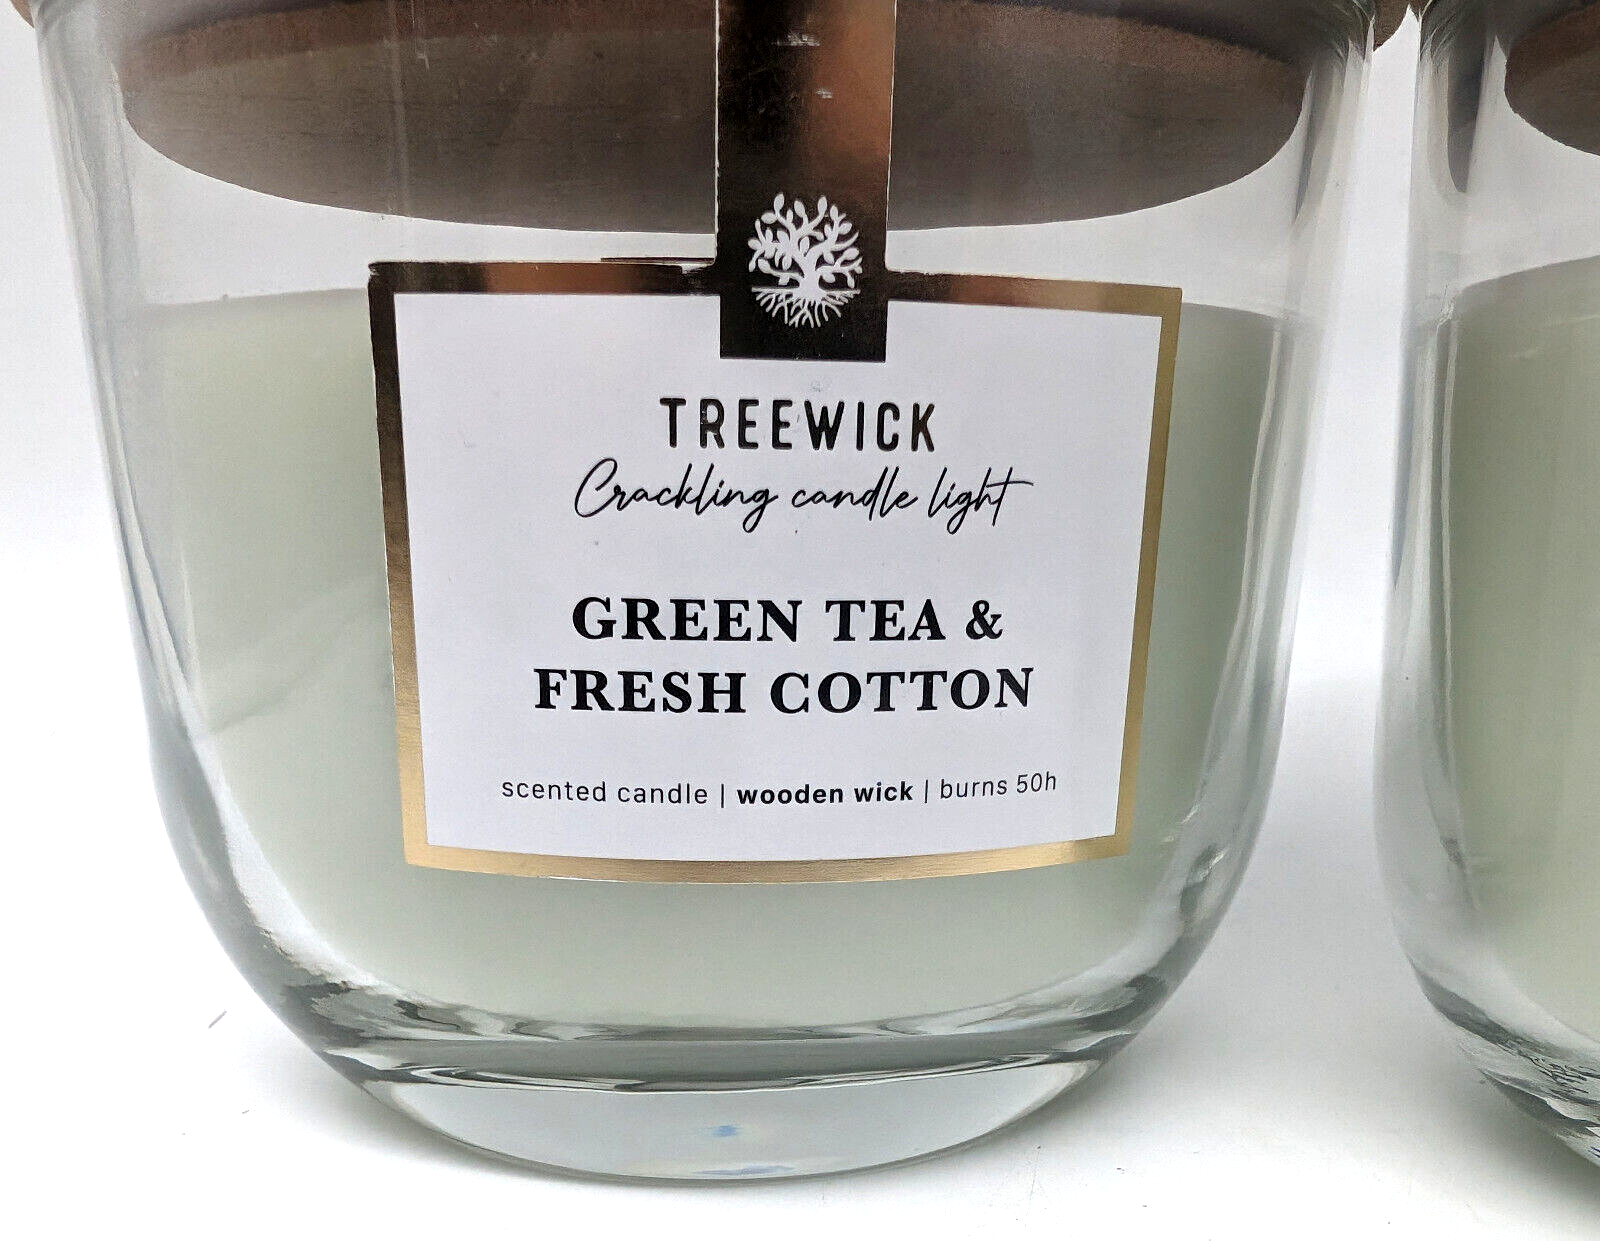 TREEWICK
Crackling candle light
GREEN TEA &
FRESH COTTON
scented candle | wooden wick | burns 50h